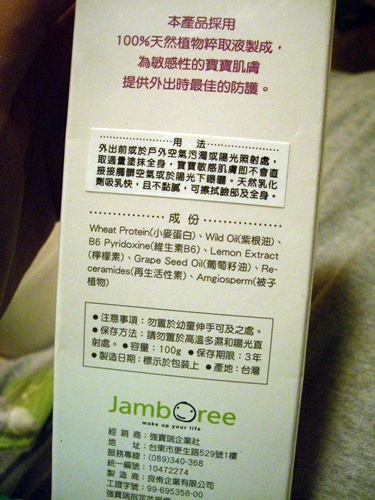 本產品採用
100%天然植物粹取液製成，
為敏感性的寶寶肌膚
提供外出時最佳的防護。
用 法
外出前或於戶外空氣污濁或陽光照射處，
取適量塗抹全身，寶寶敏感肌膚即不會直
接接觸髒空氣或於陽光下曝曬。天然乳化
劑吸乳快，且不黏膩，可擦拭臉部及全身。
成 份
Wheat Protein(小麥蛋白)、Wild Oil(紫根油)、
B6 Pyridoxine(維生素B6)、Lemon Extract
(檸檬素)、Grape Seed Oil(葡萄籽油)、Re-
ceramides(再生活性素)、Amgiosperm(被子
植物)
●注意事項：勿置於幼童伸手可及之處。
●保存方法：請勿置於高溫多濕和陽光直
射處。●容量：100g ●保存期限：3年
●製造日期：標示於包裝上 ●產地：台灣
Jamboree
make up your life
經 銷 商：強寶瑞企業社
地 址：台東市更生路529號1樓
服務專線：(089)340-368
統一編號：10472274
製 造 商：良侑企業有限公司
工證字號：99-695358-00